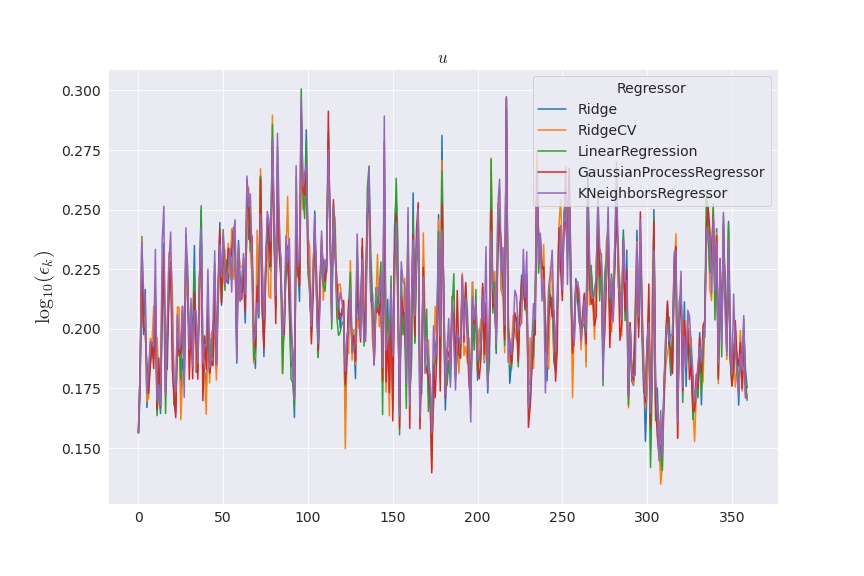 u
log10(ϵk)
0.300
0.275
0.250
0.225
0.200
0.175
0.150
0
50
100
150
200
250
300
350
Regressor
Ridge
RidgeCV
LinearRegression
GaussianProcessRegressor
KNeighborsRegressor